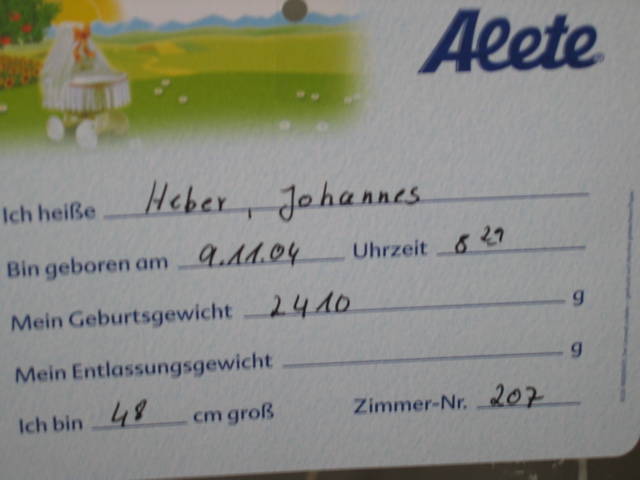 Alete
Ich heiße Heber, Johannes
Bin geboren am 9.11.04 Uhrzeit 8 29
Mein Geburtsgewicht 2410 g
Mein Entlassungsgewicht g
Ich bin 48 cm groß Zimmer-Nr. 207